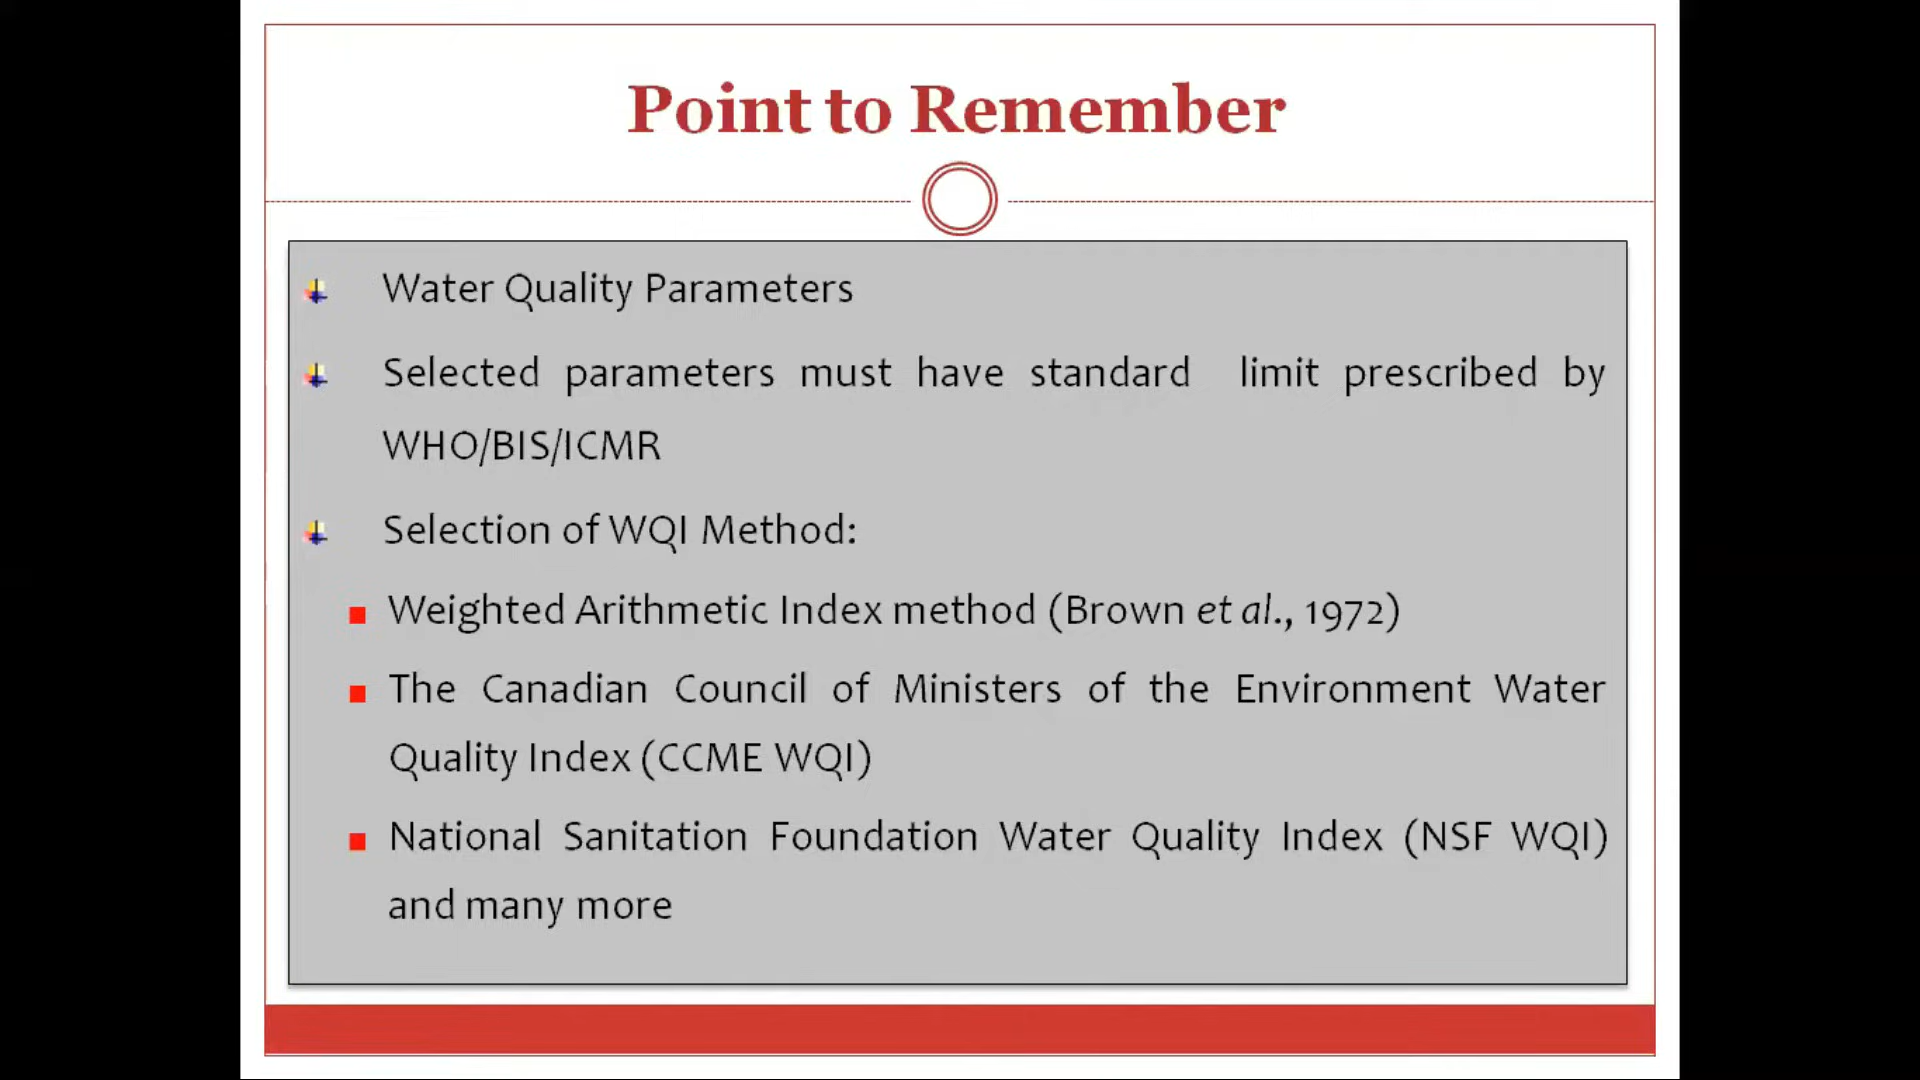 Point to Remember
Water Quality Parameters
Selected parameters must have standard limit prescribed by
WHO/BIS/ICMR
Selection of WQI Method:
Weighted Arithmetic Index method (Brown et al., 1972)
The Canadian Council of Ministers of the Environment Water
Quality Index (CCME WQI)
National Sanitation Foundation Water Quality Index (NSF WQI)
and many more